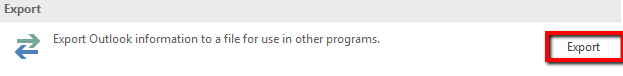 Export
Export Outlook information to a file for use in other programs.
Export